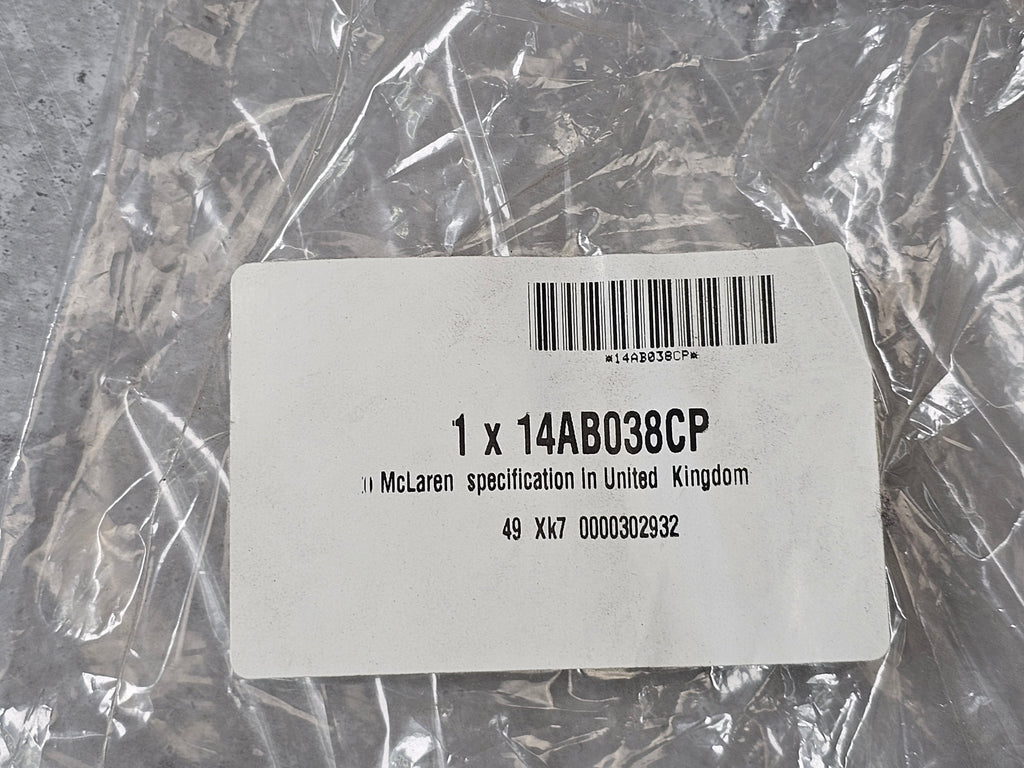 *14AB038CP*
1 x 14AB038CP
McLaren specification in United Kingdom
49 Xk7 0000302932